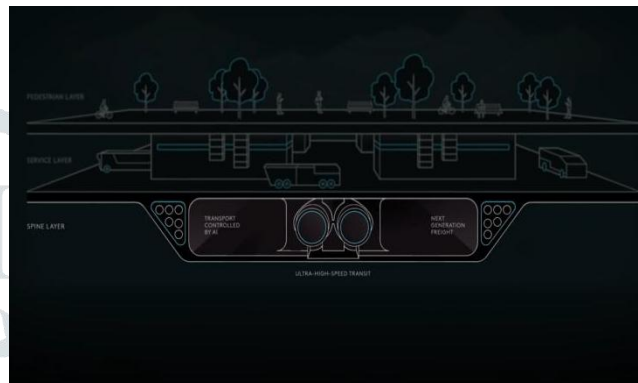 PEDESTRIAN LAYER
SERVICE LAYER
SPINE LAYER
TRANSPORT
CONTROLLED
BY AI
NEXT
GENERATION
FREIGHT
ULTRA-HIGH-SPEED TRANSIT